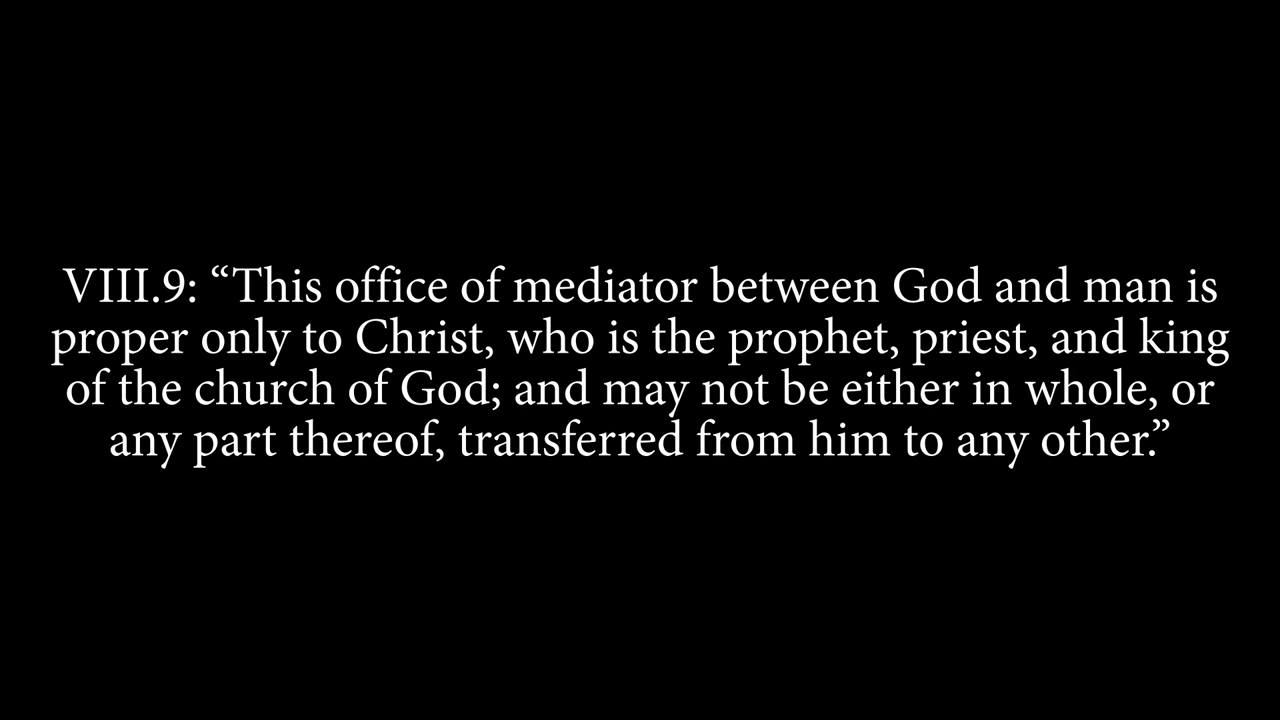 VIII.9: “This office of mediator between God and man is
proper only to Christ, who is the prophet, priest, and king
of the church of God; and may not be either in whole, or
any part thereof, transferred from him to any other.”